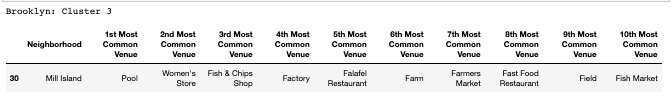 Brooklyn: Cluster 3
Neighborhood 1st Most Common Venue 2nd Most Common Venue 3rd Most Common Venue 4th Most Common Venue 5th Most Common Venue 6th Most Common Venue 7th Most Common Venue 8th Most Common Venue 9th Most Common Venue 10th Most Common Venue
30 Mill Island Pool Women's Store Fish & Chips Shop Factory Falafel Restaurant Farm Farmers Market Fast Food Restaurant Field Fish Market